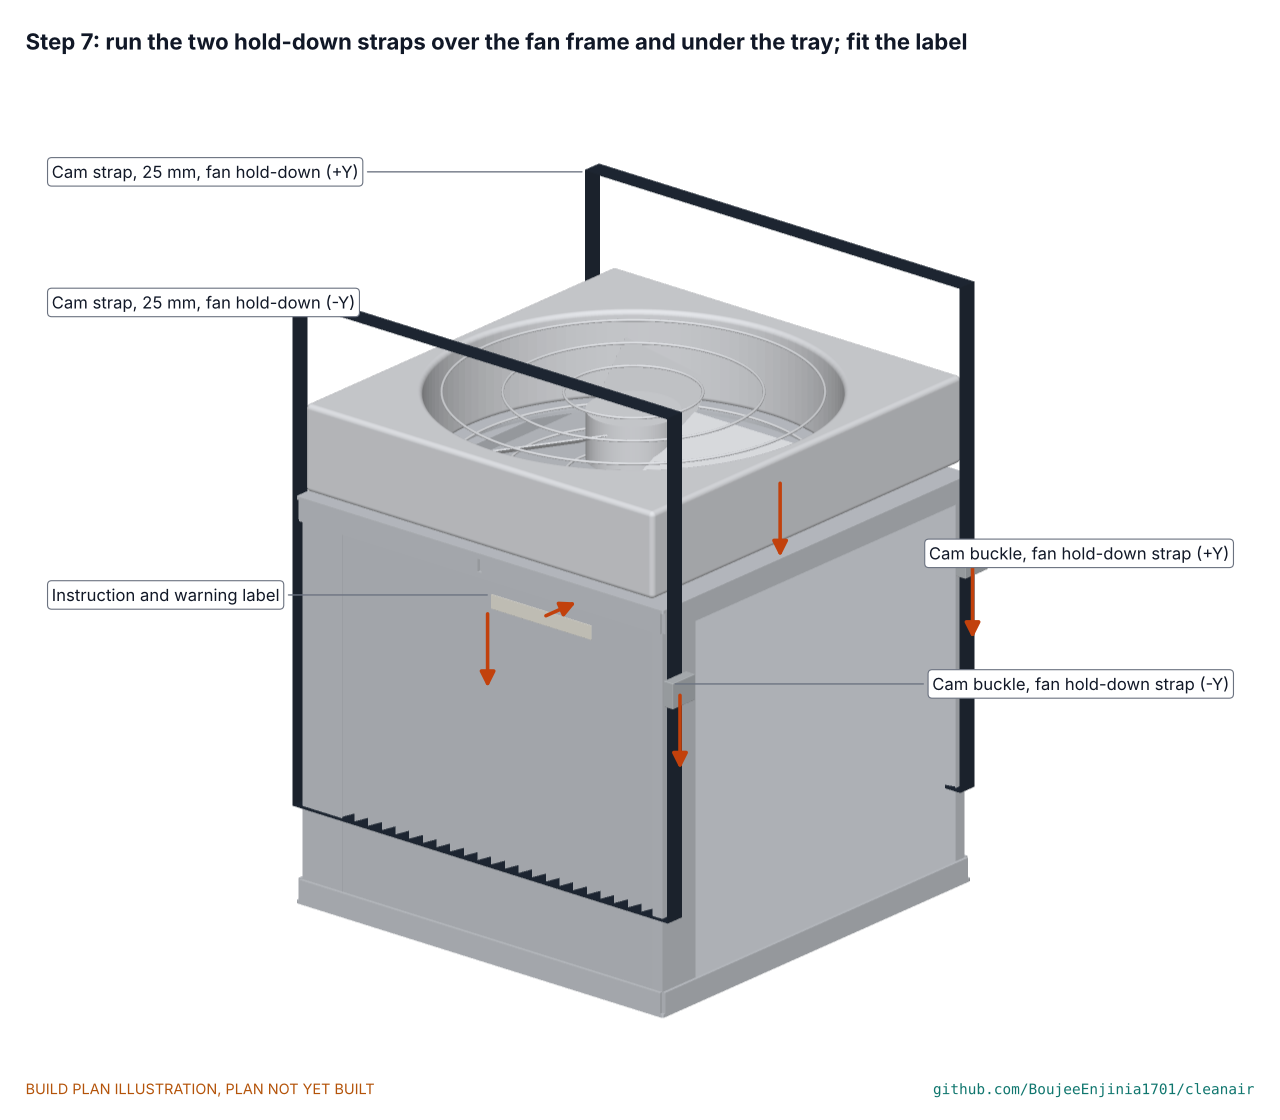 Step 7: run the two hold-down straps over the fan frame and under the tray; fit the label
Cam strap, 25 mm, fan hold-down (+Y)
Cam strap, 25 mm, fan hold-down (-Y)
Cam buckle, fan hold-down strap (+Y)
Instruction and warning label
Cam buckle, fan hold-down strap (-Y)
BUILD PLAN ILLUSTRATION, PLAN NOT YET BUILT
github.com/BoujeeEnjinia1701/cleanair